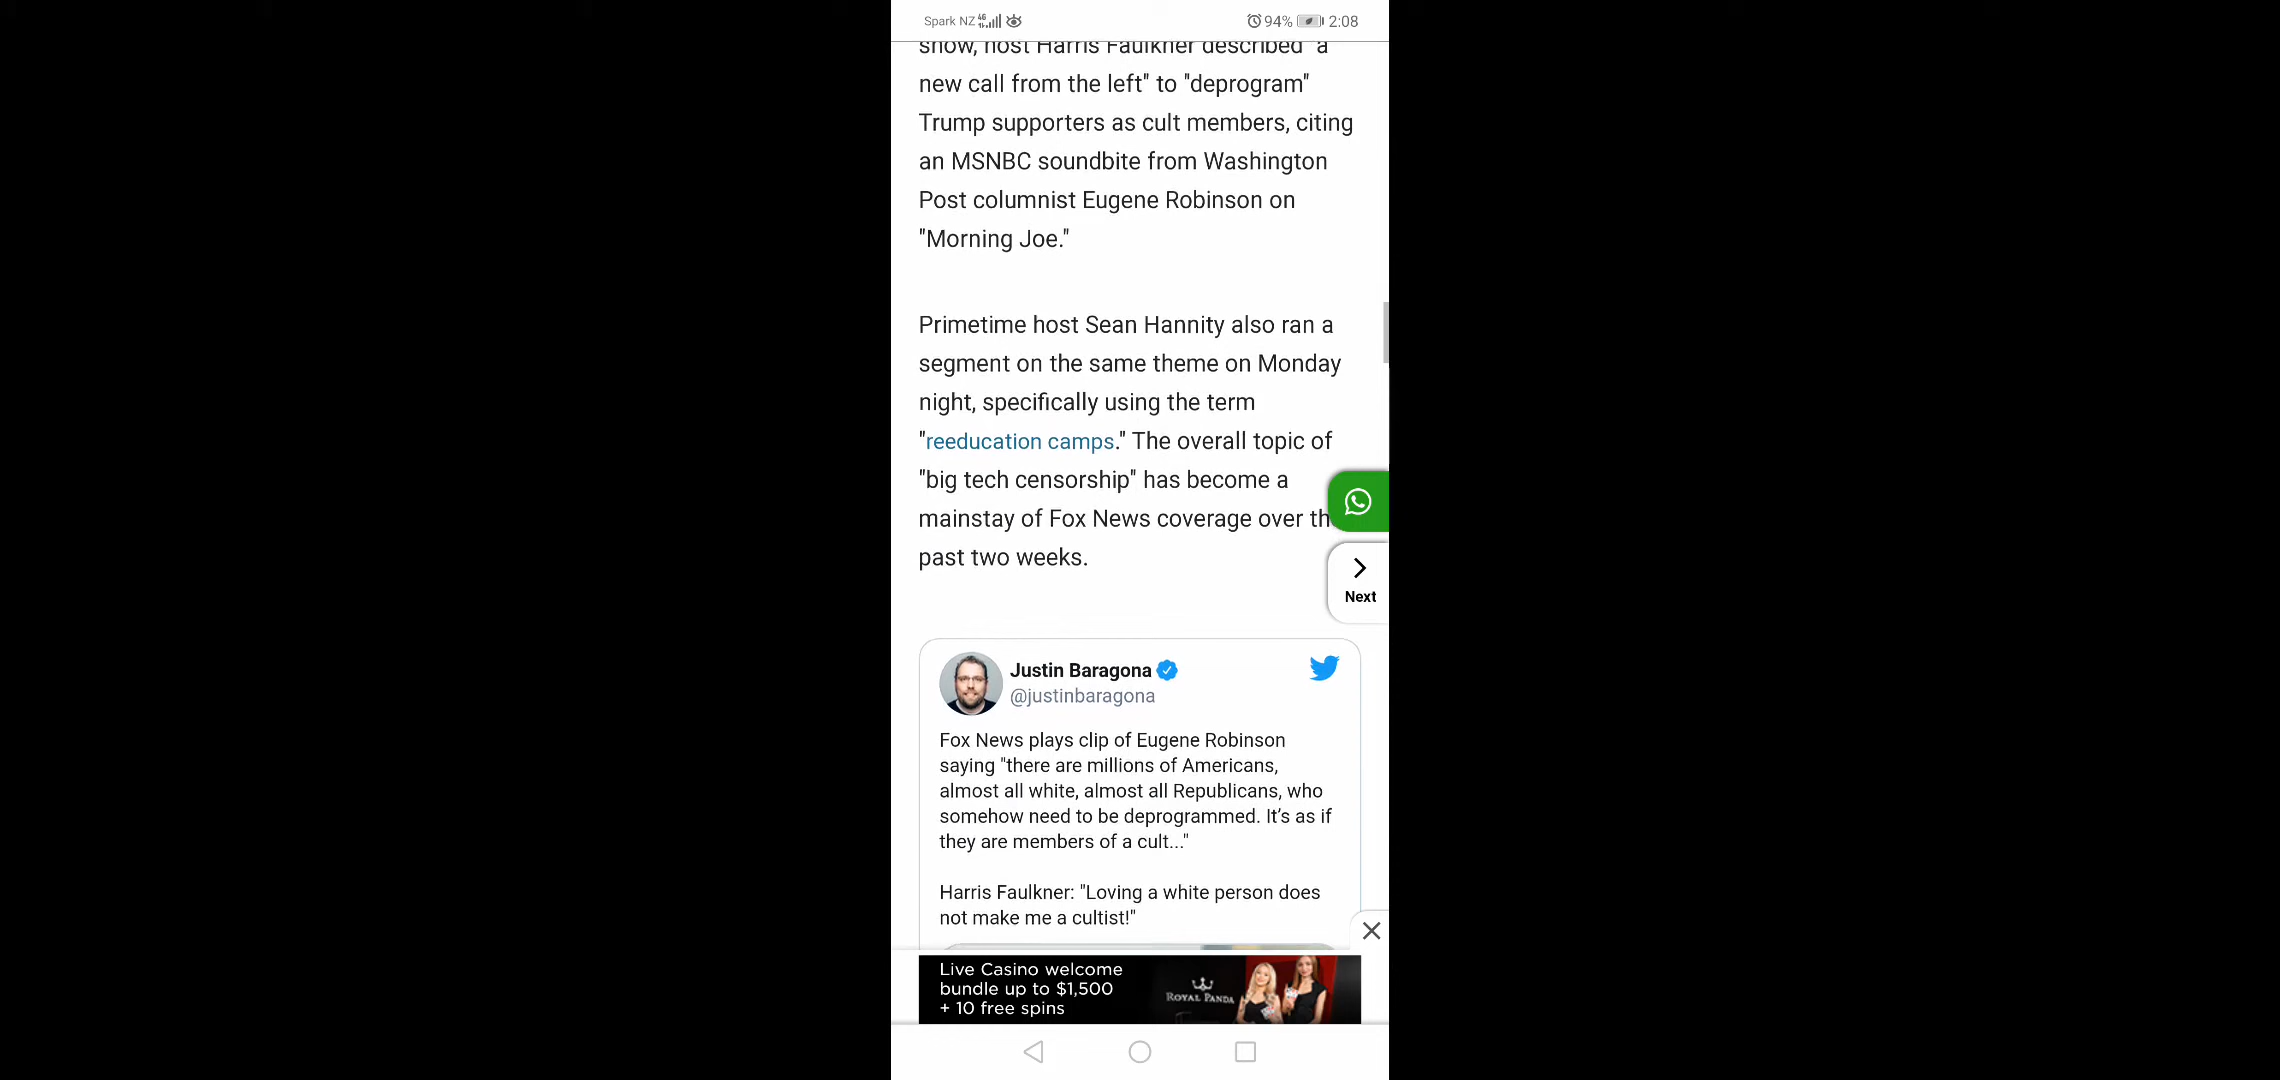 Spark NZ 4G 94% 2:08
show, host Harris Faulkner described "a
new call from the left" to "deprogram"
Trump supporters as cult members, citing
an MSNBC soundbite from Washington
Post columnist Eugene Robinson on
"Morning Joe."
Primetime host Sean Hannity also ran a
segment on the same theme on Monday
night, specifically using the term
"reeducation camps." The overall topic of
"big tech censorship" has become a
mainstay of Fox News coverage over th
past two weeks.
Next
Justin Baragona
@justinbaragona
Fox News plays clip of Eugene Robinson
saying "there are millions of Americans,
almost all white, almost all Republicans, who
somehow need to be deprogrammed. It's as if
they are members of a cult..."
Harris Faulkner: "Loving a white person does
not make me a cultist!"
Live Casino welcome
bundle up to $1,500
+ 10 free spins
ROYAL PANDA